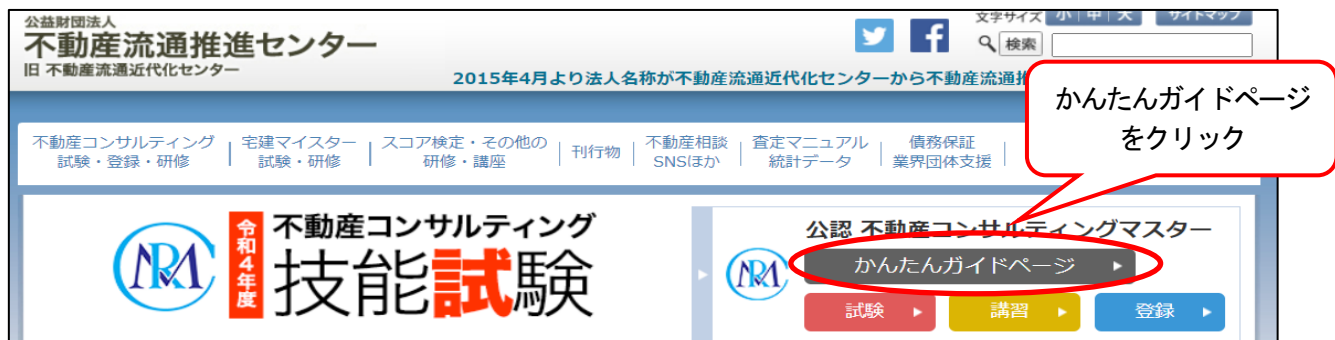 公益財団法人
不動産流通推進センター
旧 不動産流通近代化センター
文字サイズ 小 中 大 サイトマップ
検索
2015年4月より法人名称が不動産流通近代化センターから不動産流通推
かんたんガイドページ
をクリック
不動産コンサルティング
試験・登録・研修
宅建マイスター
試験・研修
スコア検定・その他の
研修・講座
刊行物
不動産相談
SNSほか
査定マニュアル
統計データ
債務保証
業界団体支援
令和4年度
不動産コンサルティング
技能試験
公認 不動産コンサルティングマスター
かんたんガイドページ
試験
講習
登録